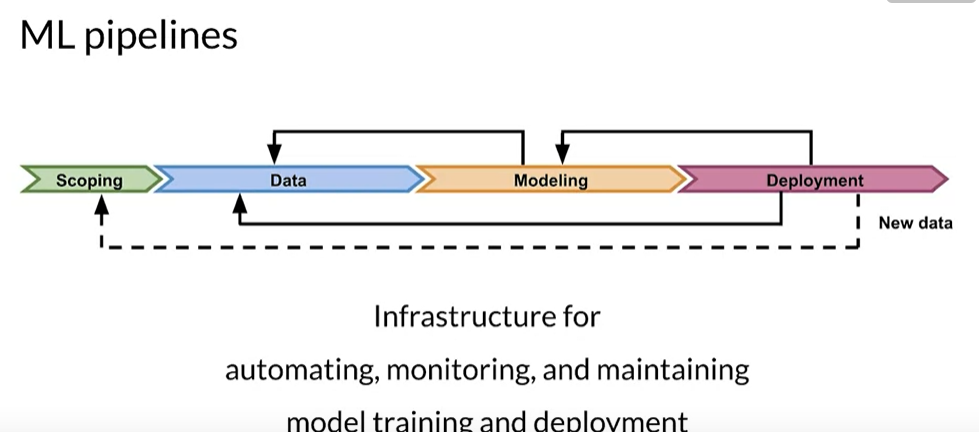 ML pipelines
Scoping
Data
Modeling
Deployment
New data
Infrastructure for
automating, monitoring, and maintaining
model training and deployment